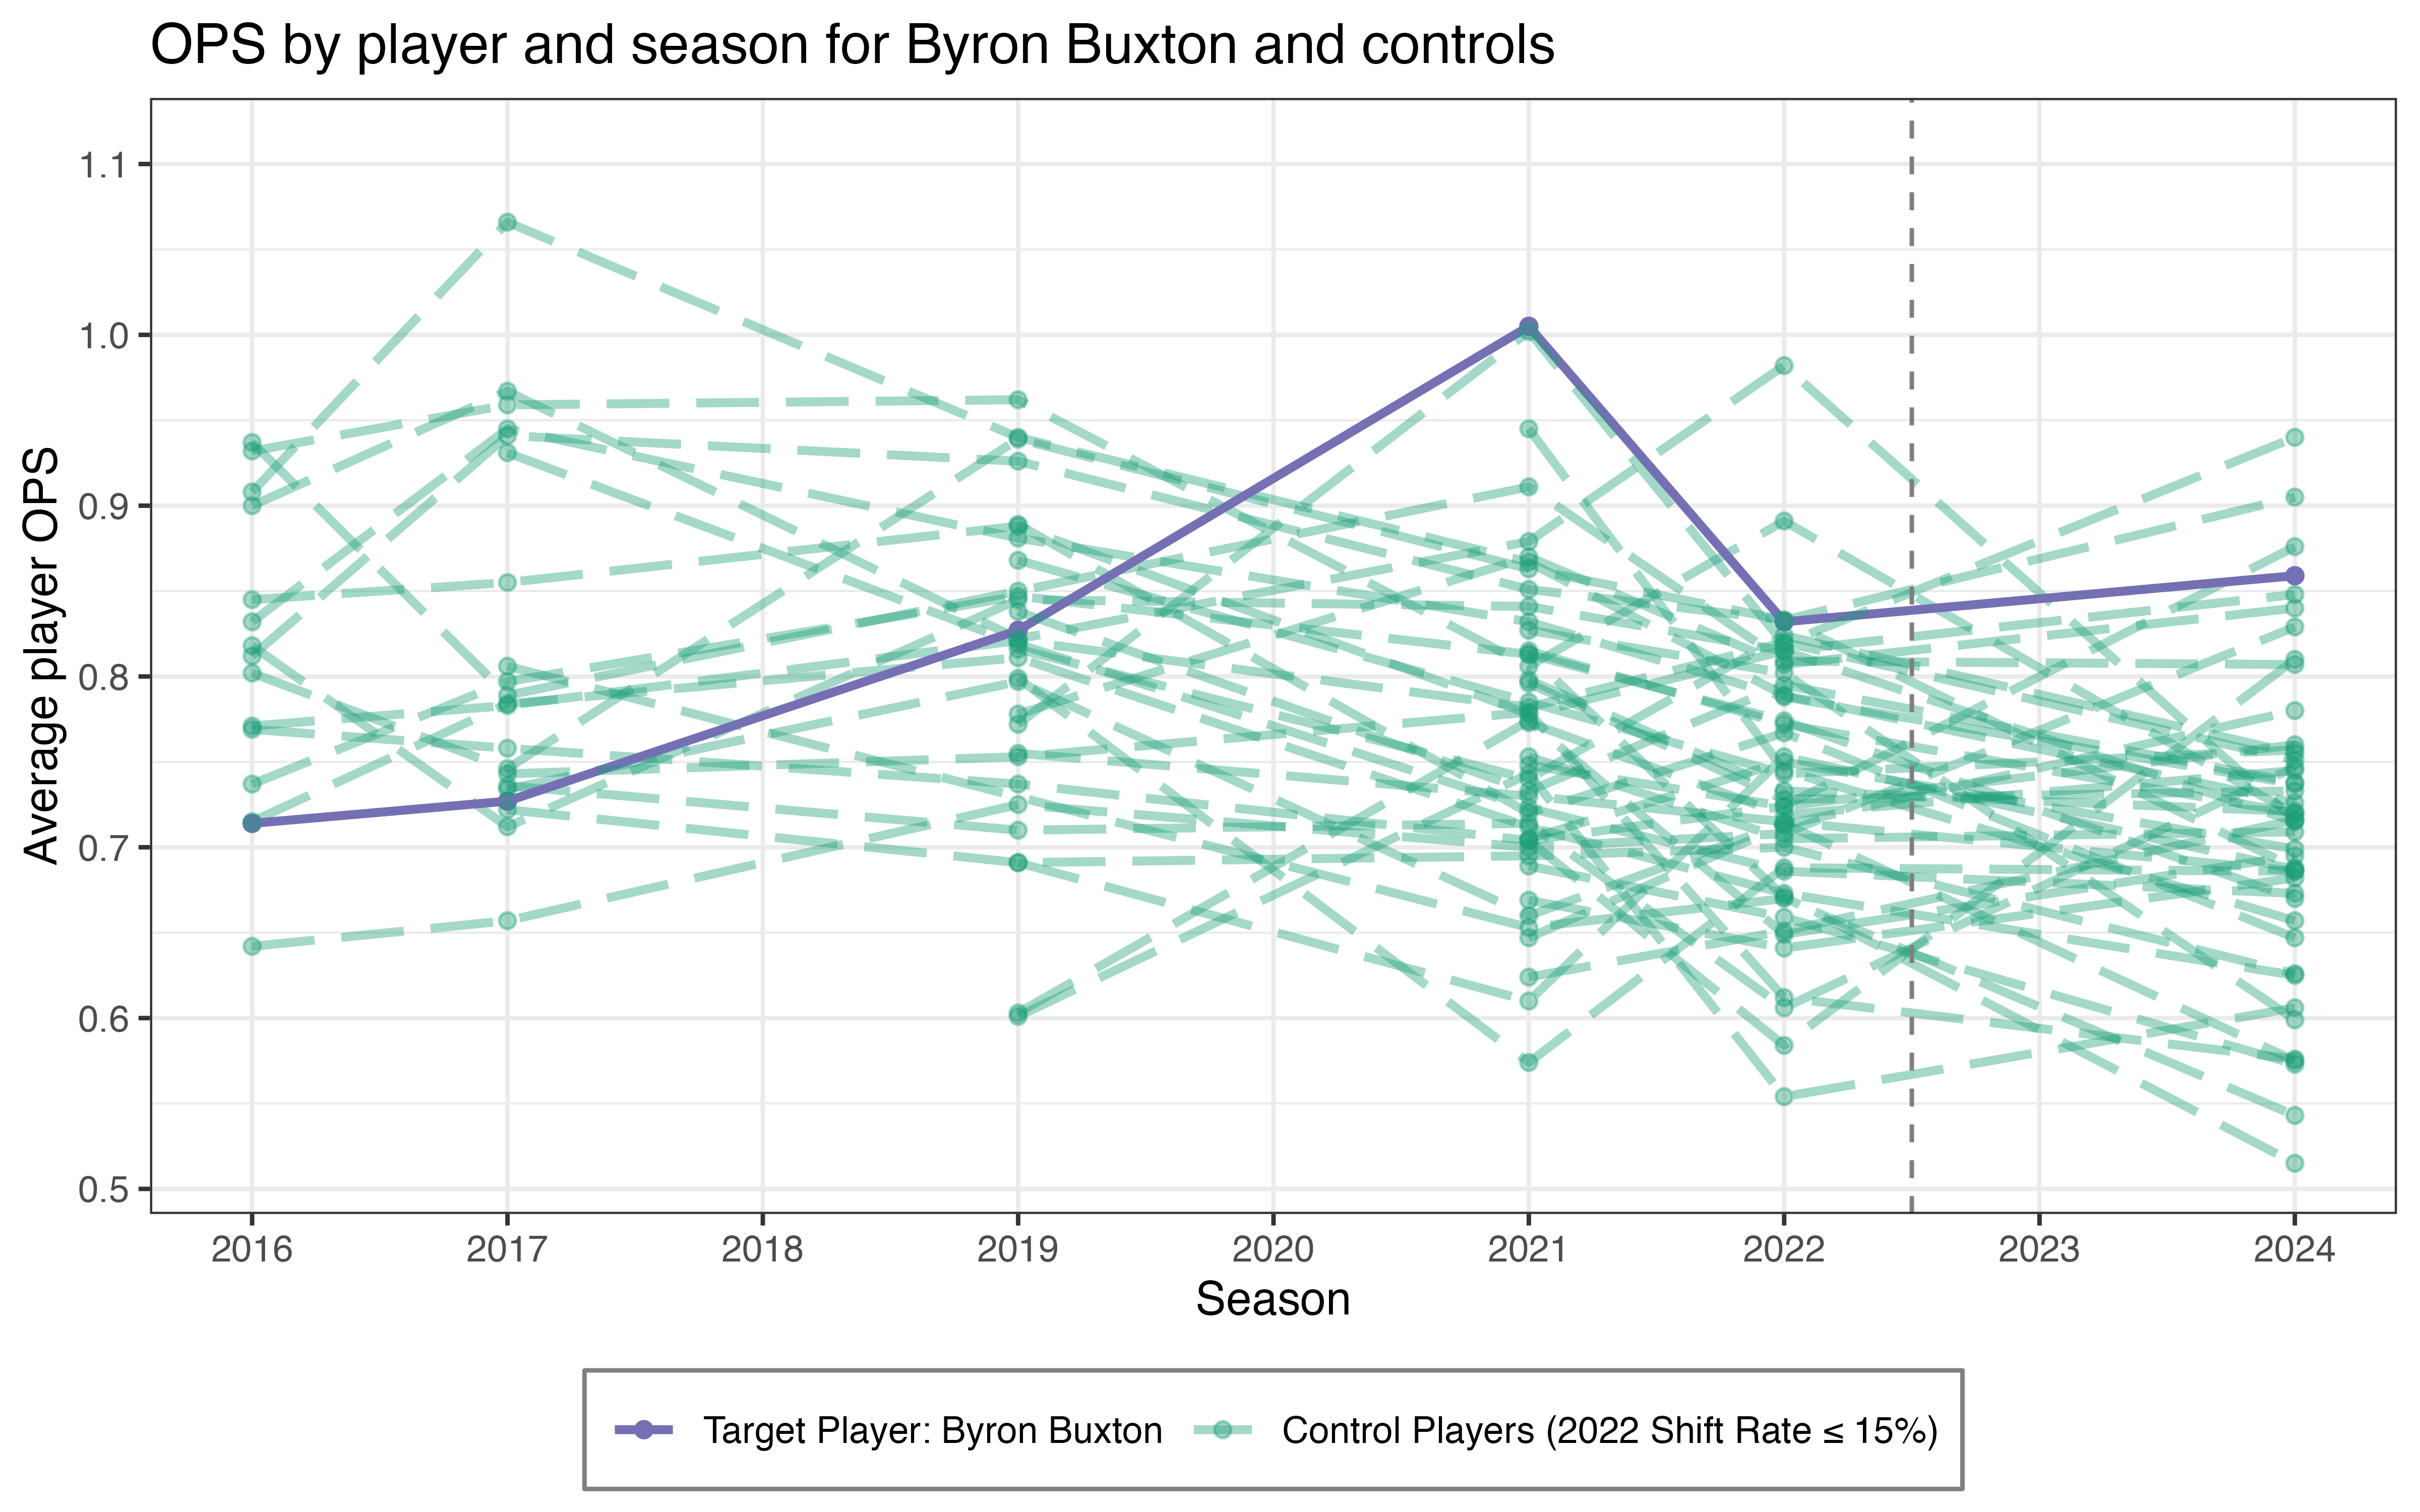 OPS by player and season for Byron Buxton and controls
Average player OPS
1.1
1.0
0.9
0.8
0.7
0.6
0.5
2016 2017 2018 2019 2020 2021 2022 2023 2024
Season
Target Player: Byron Buxton Control Players (2022 Shift Rate ≤ 15%)